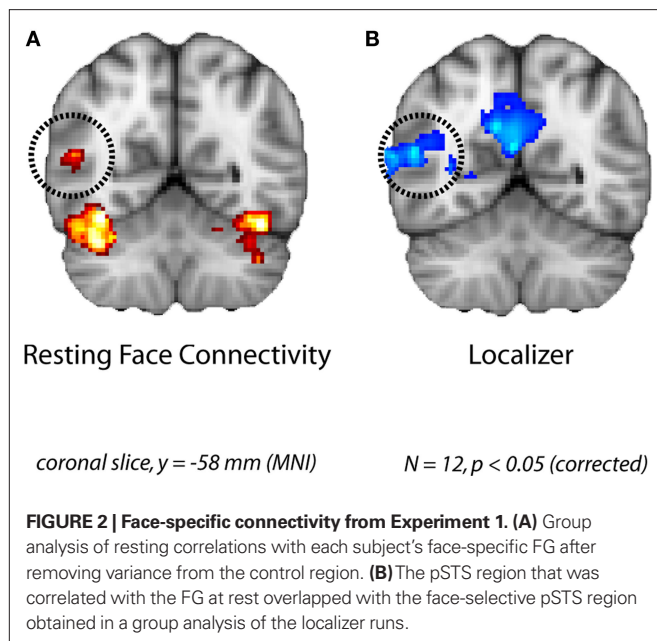 A
B
Resting Face Connectivity
Localizer
coronal slice, y = -58 mm (MNI)
N = 12, p < 0.05 (corrected)
FIGURE 2 | Face-specific connectivity from Experiment 1. (A) Group
analysis of resting correlations with each subject's face-specific FG after
removing variance from the control region. (B) The pSTS region that was
correlated with the FG at rest overlapped with the face-selective pSTS region
obtained in a group analysis of the localizer runs.